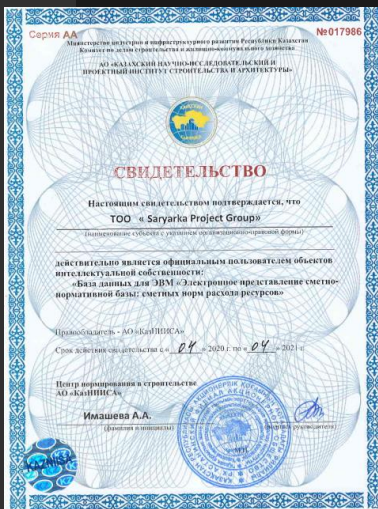 Серия АА
№017986
Министерство индустрии и инфраструктурного развития Республики Казахстан
Комитет по делам строительства и жилищно-коммунального хозяйства
АО «КАЗАХСКИЙ НАУЧНО-ИССЛЕДОВАТЕЛЬСКИЙ И
ПРОЕКТНЫЙ ИНСТИТУТ СТРОИТЕЛЬСТВА И АРХИТЕКТУРЫ»
СВИДЕТЕЛЬСТВО
Настоящим свидетельством подтверждается, что
ТОО « Saryarka Project Group»
(наименование субъекта с указанием организационно-правовой формы)
действительно является официальным пользователем объектов
интеллектуальной собственности:
«База данных для ЭВМ «Электронное представление сметно-
нормативной базы: сметных норм расхода ресурсов»
Правообладатель - АО «КазНИИСА»
Срок действия свидетельства с « 04 » 2020 г. по « 04 » 2021 г.
Центр нормирования в строительстве
АО «КазНИИСА»
Имашева А.А.
(фамилия и инициалы)
(подпись руководителя)
KAZNIISA